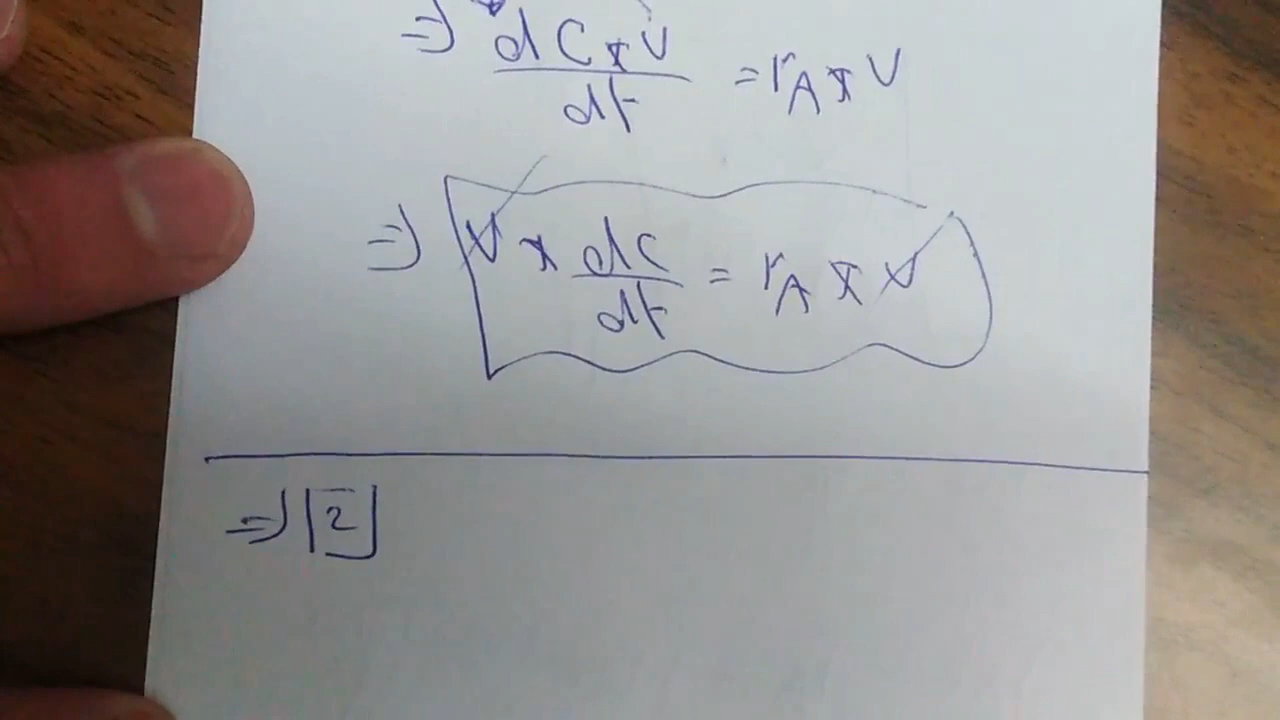 ⇒ dC*V/dt = rA * V
⇒ V * dC/dt = rA * V
⇒ 2